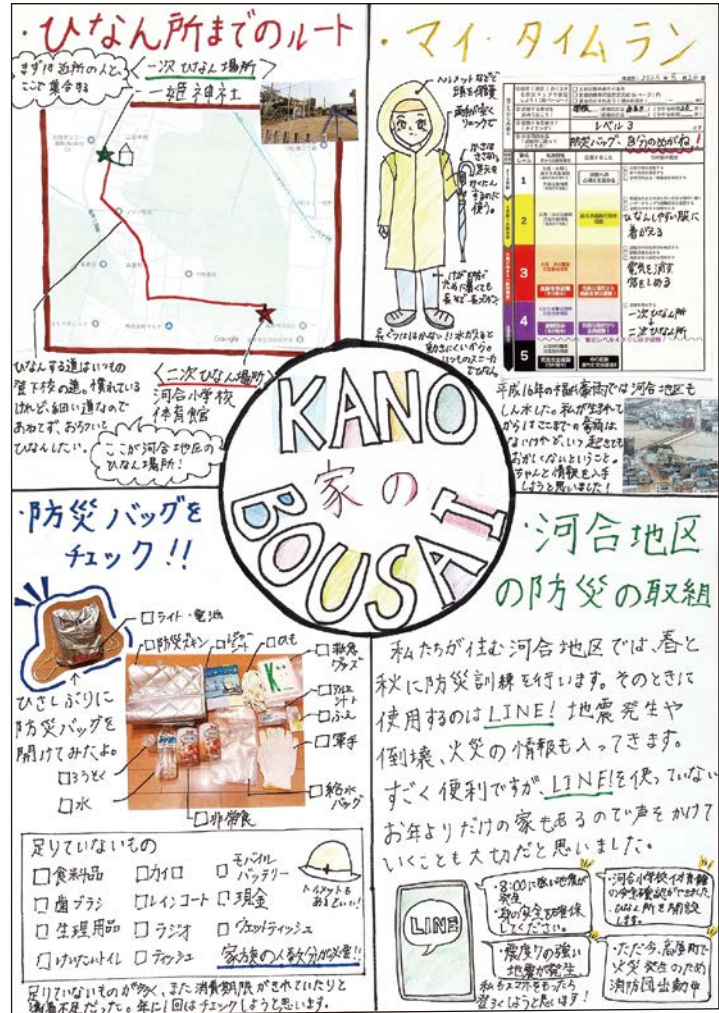 ・ひなん所までのルート
まずは近所の人と、
ここで集合する
〈一次ひなん場所〉
一姫神社
Google
ひなんする道はいつもの
登下校の道。慣れている
けれど、細い道なので
あわてず、おちついて
ひなんしたい。
〈二次ひなん場所〉
河合小学校
体育館
ここが河合地区の
ひなん場所!
・マイ・タイムラン
ヘルメットなどで
頭を保護
両手が空く
リュックで
かさは
ささず、
足元を
かくにん
するのに
使う。
けが防止の
ため暑くても
長そで・長ズボン
長ぐつははかない!!水が入ると
動きにくいから。
いつものスニーカー
でひなん。
レベル3
防災バッグ、自分のめがね!
1
2
ひなんしやすい服に
着がえる
3
電気を消す
窓をしめる
4
一次ひなん所
↓
二次ひなん所
5
平成16年の福井豪雨では河合地区も
しん水した。私が生まれて
からはそこまでの豪雨は
ないけれど、いつ起きても
おかしくないということ。
ちゃんと情報を入手
しようと思いました!
KANO
家の
BOUSAI
・防災バッグを
チェック!!
□ライト・電池
□防災ズキン
□レジャーシート
□ひも
□救急グッズ
□ふえ
□軍手
□給水バッグ
□非常食
ひさしぶりに
防災バッグを
開けてみたよ。
□ろうそく
□水
足りていないもの
□食料品 □カイロ □モバイルバッテリー
□歯ブラシ □レインコート □現金
□生理用品 □ラジオ □ウェットティッシュ
□けいたいトイレ □ティッシュ 家族の人数分が必要!!
ヘルメットも
あるといい!
足りていないものが多く、また消費期限がきれていたりと
準備不足だった。年に1回はチェックしようと思います。
・河合地区
の防災の取組
私たちが住む河合地区では、春と
秋に防災訓練を行います。そのときに
使用するのはLINE! 地震発生や
倒壊、火災の情報も入ってきます。
すごく便利ですが、LINE!を使っていない
お年よりだけの家もあるので声をかけて
いくことも大切だと思いました。
LINE
・8:00に強い地震が
発生
身の安全を確保
してください。
・震度7の強い
地震が発生。
・河合小学校体育館
の安全確認ができました
ひなん所を開設
します。
・ただ今、高屋町で
火災発生のため
消防団出動中
私もスマホをもったら
登ろくしようと思います!